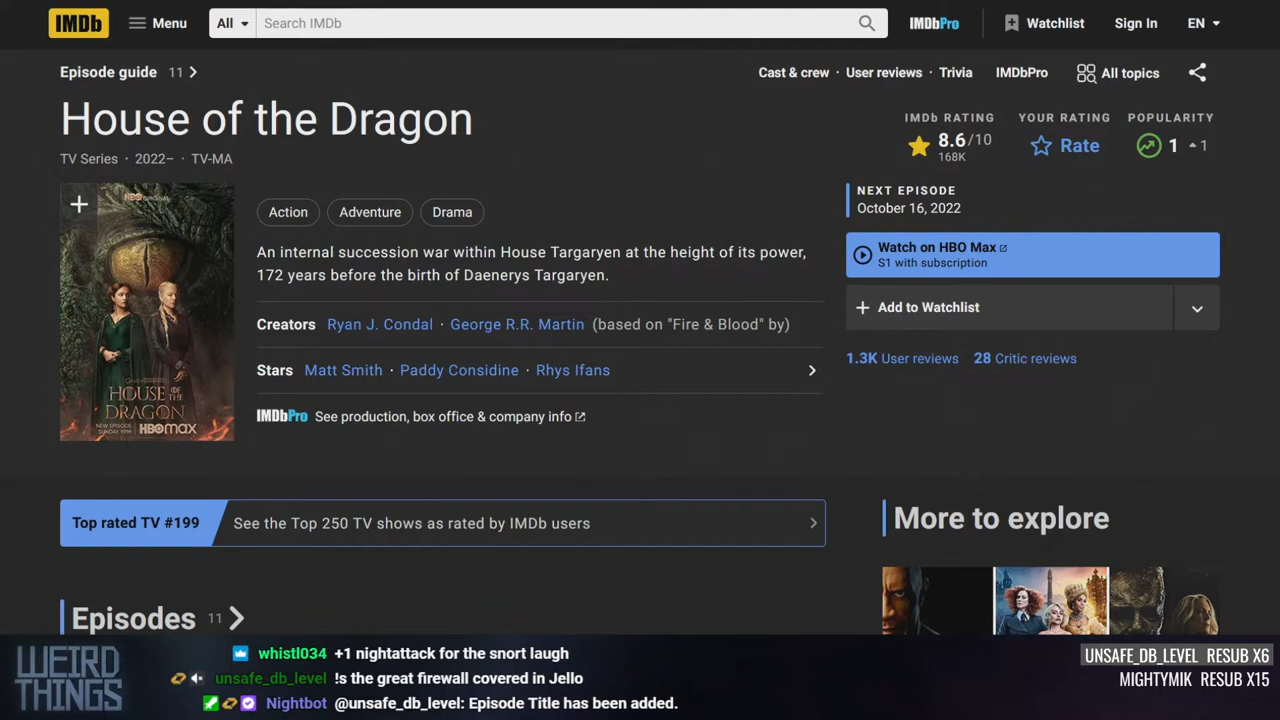 IMDb
Menu
All
Search IMDb
IMDbPro
Watchlist
Sign In
EN
Episode guide 11
Cast & crew · User reviews · Trivia
IMDbPro
All topics
House of the Dragon
TV Series · 2022– · TV-MA
IMDb RATING
8.6/10
168K
YOUR RATING
Rate
POPULARITY
1 1
HBO ORIGINAL
HOUSE OF THE
DRAGON
NEW EPISODE
SUNDAY 9PM
HBOMAX
Action
Adventure
Drama
An internal succession war within House Targaryen at the height of its power,
172 years before the birth of Daenerys Targaryen.
Creators Ryan J. Condal · George R.R. Martin (based on "Fire & Blood" by)
Stars Matt Smith · Paddy Considine · Rhys Ifans
IMDbPro See production, box office & company info
NEXT EPISODE
October 16, 2022
Watch on HBO Max
S1 with subscription
+ Add to Watchlist
1.3K User reviews 28 Critic reviews
Top rated TV #199 See the Top 250 TV shows as rated by IMDb users
More to explore
Episodes 11
WEIRD
THINGS
whistl034 +1 nightattack for the snort laugh
unsafe_db_level !s the great firewall covered in Jello
Nightbot @unsafe_db_level: Episode Title has been added.
UNSAFE_DB_LEVEL RESUB X6
MIGHTYMIK RESUB X15